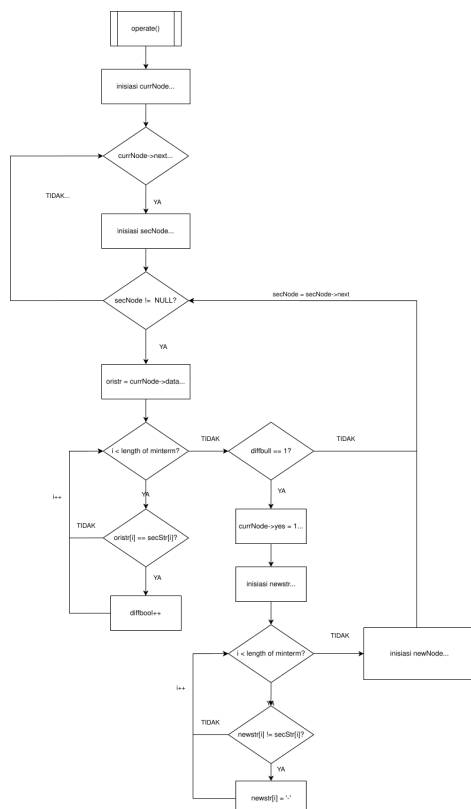 operate()
inisiasi currNode...
currNode->next...
TIDAK...
YA
inisiasi secNode...
secNode != NULL?
secNode = secNode->next
YA
oristr = currNode->data...
i < length of minterm?
TIDAK
diffbull == 1?
TIDAK
i++
YA
YA
TIDAK
oristr[i] == secStr[i]?
currNode->yes = 1...
YA
diffbool++
inisiasi newstr...
i < length of minterm?
TIDAK
inisiasi newNode...
i++
YA
TIDAK
newstr[i] != secStr[i]?
YA
newstr[i] = '-'